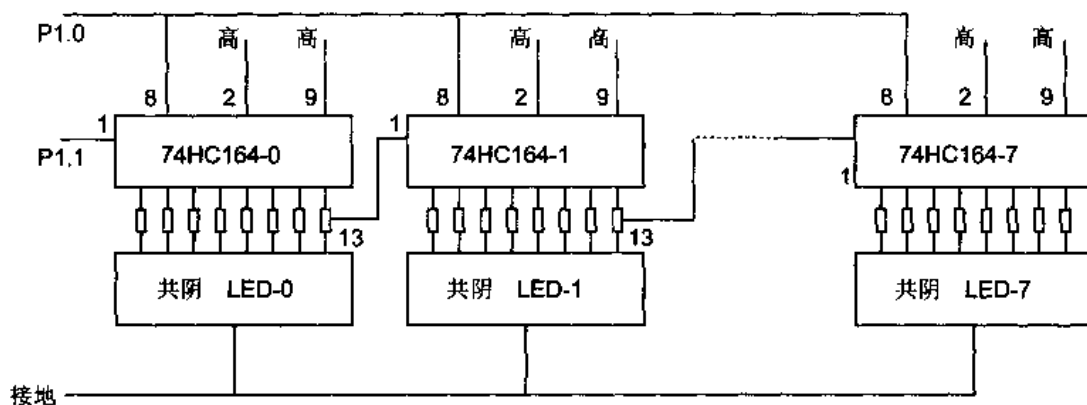 P1.0
高 高 高 高 高 高
8 2 9 8 2 9 8 2 9
1 1
P1.1
74HC164-0 74HC164-1 74HC164-7
1
13 13
共阴 LED-0 共阴 LED-1 共阴 LED-7
接地